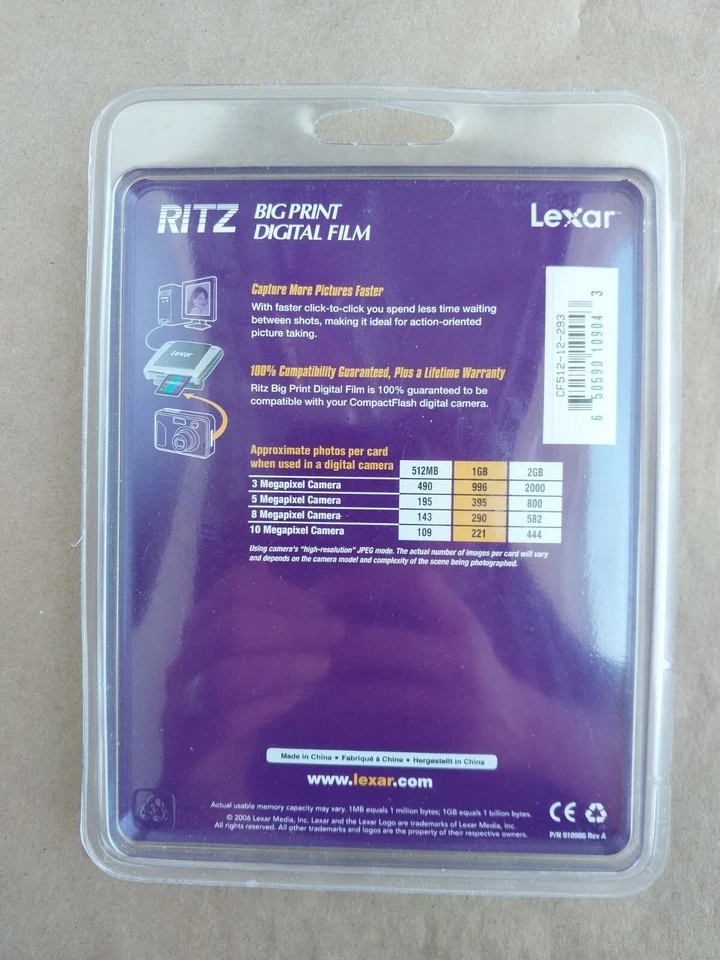 RITZ BIG PRINT
DIGITAL FILM
Lexar
Capture More Pictures Faster
With faster click-to-click you spend less time waiting
between shots, making it ideal for action-oriented
picture taking.
Lexar
100% Compatibility Guaranteed, Plus a Lifetime Warranty
Ritz Big Print Digital Film is 100% guaranteed to be
compatible with your CompactFlash digital camera.
CF512-12-293
6 50590 10904 3
Approximate photos per card
when used in a digital camera 512MB 1GB 2GB
3 Megapixel Camera 490 996 2000
5 Megapixel Camera 195 395 800
8 Megapixel Camera 143 290 582
10 Megapixel Camera 109 221 444
Using camera's "high-resolution" JPEG mode. The actual number of images per card will vary
and depends on the camera model and complexity of the scene being photographed.
Made in China • Fabriqué à Chine • Hergestellt in China
www.lexar.com
Actual usable memory capacity may vary. 1MB equals 1 million bytes; 1GB equals 1 billion bytes.
© 2006 Lexar Media, Inc. Lexar and the Lexar Logo are trademarks of Lexar Media, Inc.
All rights reserved. All other trademarks and logos are the property of their respective owners.
CE
P/N 910986 Rev A